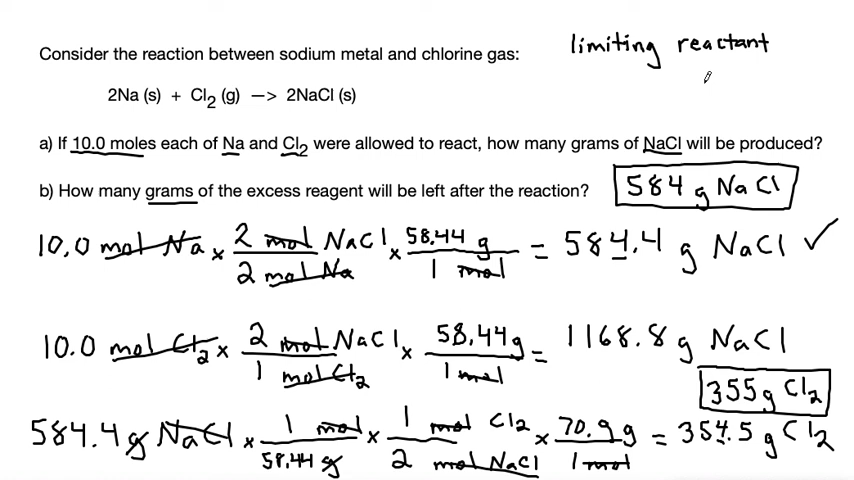 limiting reactant
Consider the reaction between sodium metal and chlorine gas:
2Na (s) + Cl₂ (g) —> 2NaCl (s)
a) If 10.0 moles each of Na and Cl₂ were allowed to react, how many grams of NaCl will be produced?
b) How many grams of the excess reagent will be left after the reaction? 584 g NaCl
10.0 mol Na × 2 mol NaCl / 2 mol Na × 58.44 g / 1 mol = 584.4 g NaCl ✓
10.0 mol Cl₂ × 2 mol NaCl / 1 mol Cl₂ × 58.44 g / 1 mol = 1168.8 g NaCl
355 g Cl₂
584.4 g NaCl × 1 mol / 58.44 g × 1 mol Cl₂ / 2 mol NaCl × 70.9 g / 1 mol = 354.5 g Cl₂